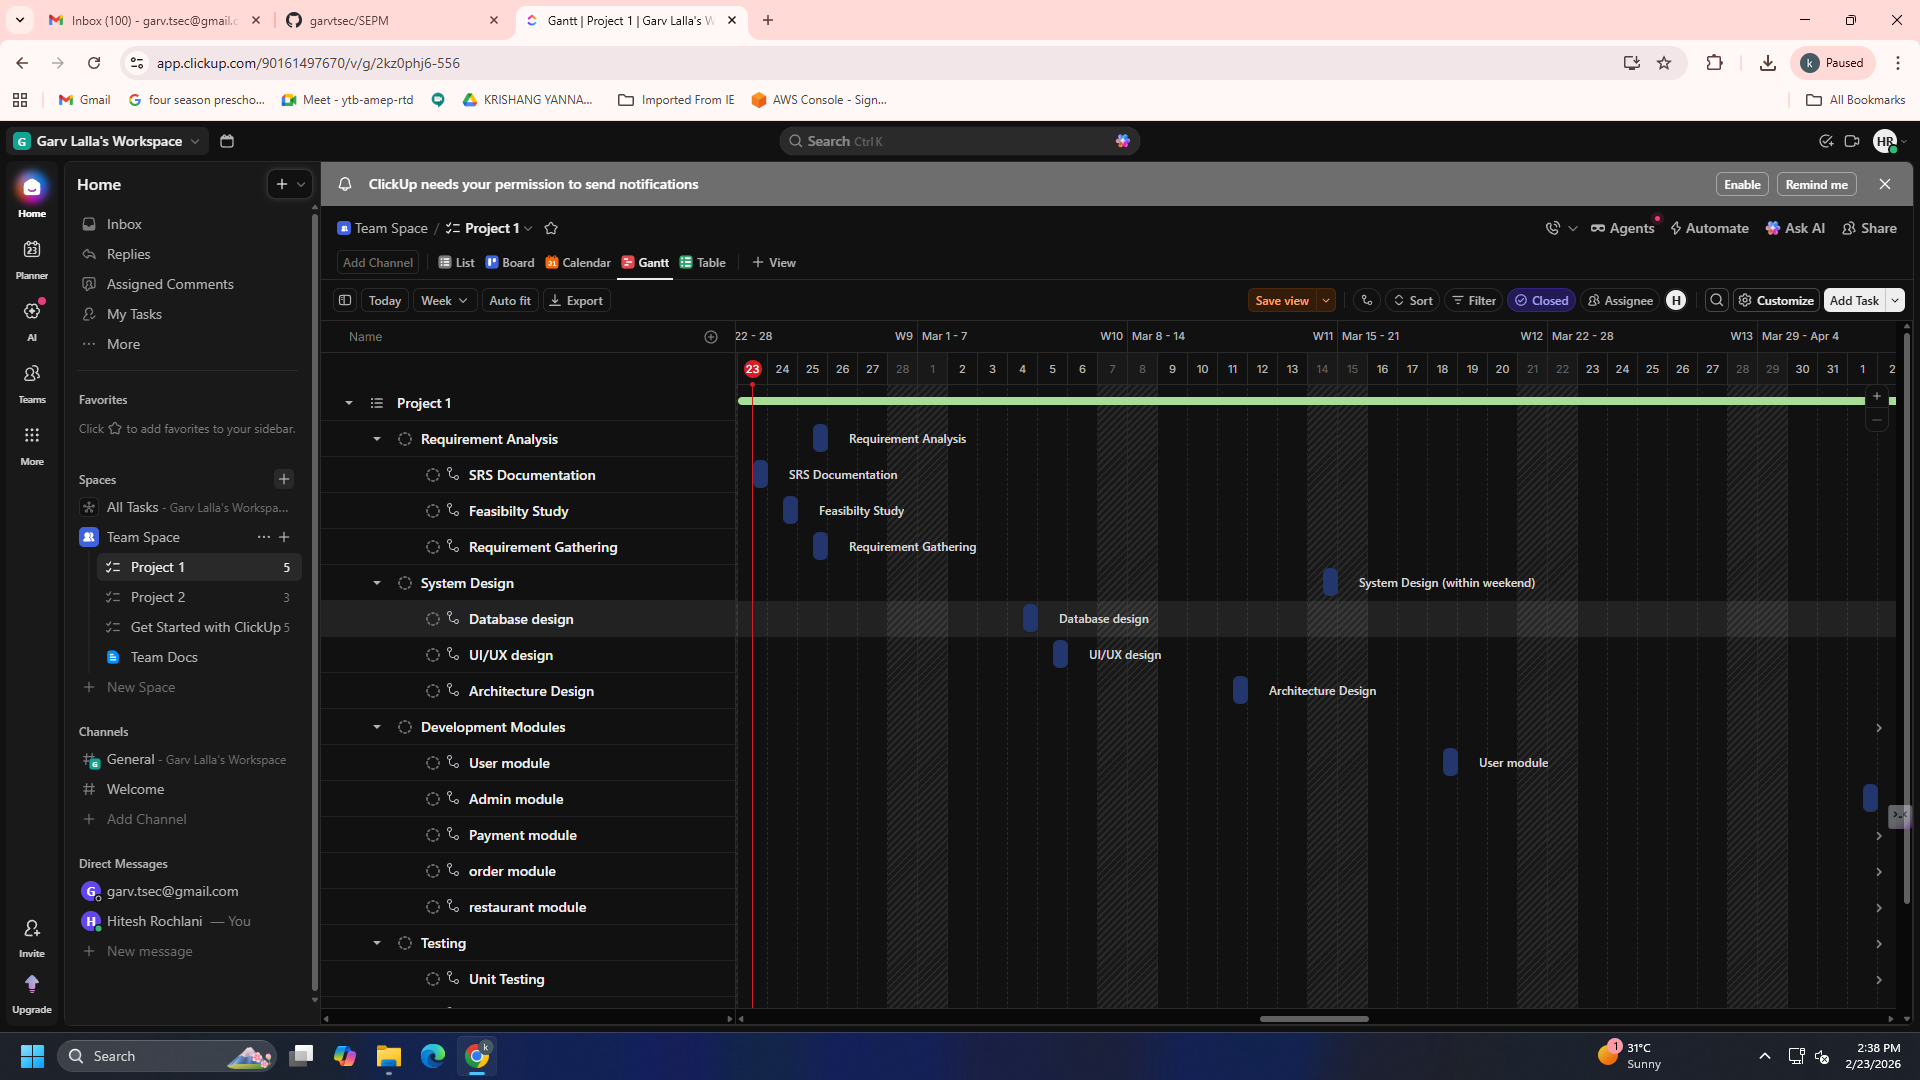 Inbox (100) - garv.tsec@gmail.c
garvtsec/SEPM
Gantt | Project 1 | Garv Lalla's W
app.clickup.com/90161497670/v/g/2kz0phj6-556
k Paused
Gmail
four season prescho...
Meet - ytb-amep-rtd
KRISHANG YANNA...
Imported From IE
AWS Console - Sign...
All Bookmarks
G Garv Lalla's Workspace
Search Ctrl K
HR
Home
Planner
AI
Teams
More
Invite
Upgrade
Home
Inbox
Replies
Assigned Comments
My Tasks
More
Favorites
Click to add favorites to your sidebar.
Spaces
All Tasks - Garv Lalla's Workspa...
Team Space
Project 1 5
Project 2 3
Get Started with ClickUp 5
Team Docs
New Space
Channels
General - Garv Lalla's Workspace
Welcome
Add Channel
Direct Messages
G garv.tsec@gmail.com
H Hitesh Rochlani — You
New message
ClickUp needs your permission to send notifications
Enable
Remind me
Team Space / Project 1
Agents
Automate
Ask AI
Share
Add Channel
List
Board
Calendar
Gantt
Table
+ View
Today
Week
Auto fit
Export
Save view
Sort
Filter
Closed
Assignee
H
Customize
Add Task
Name
22 - 28 W9 Mar 1 - 7 W10 Mar 8 - 14 W11 Mar 15 - 21 W12 Mar 22 - 28 W13 Mar 29 - Apr 4
23 24 25 26 27 28 1 2 3 4 5 6 7 8 9 10 11 12 13 14 15 16 17 18 19 20 21 22 23 24 25 26 27 28 29 30 31 1 2
Project 1
Requirement Analysis Requirement Analysis
SRS Documentation SRS Documentation
Feasibilty Study Feasibilty Study
Requirement Gathering Requirement Gathering
System Design System Design (within weekend)
Database design Database design
UI/UX design UI/UX design
Architecture Design Architecture Design
Development Modules
User module User module
Admin module
Payment module
order module
restaurant module
Testing
Unit Testing
Search
1 31°C
Sunny
2:38 PM
2/23/2026